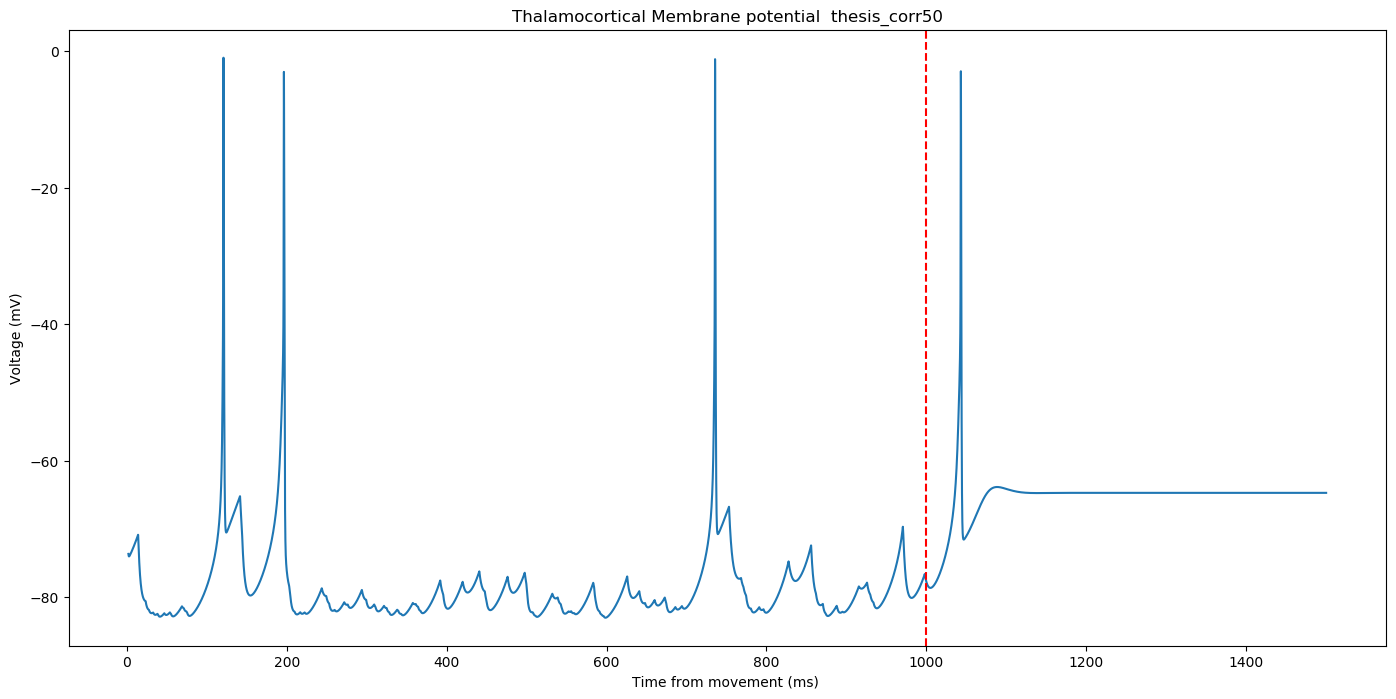 Thalamocortical Membrane potential  thesis_corr50
Voltage (mV)
0
−20
−40
−60
−80
0 200 400 600 800 1000 1200 1400
Time from movement (ms)